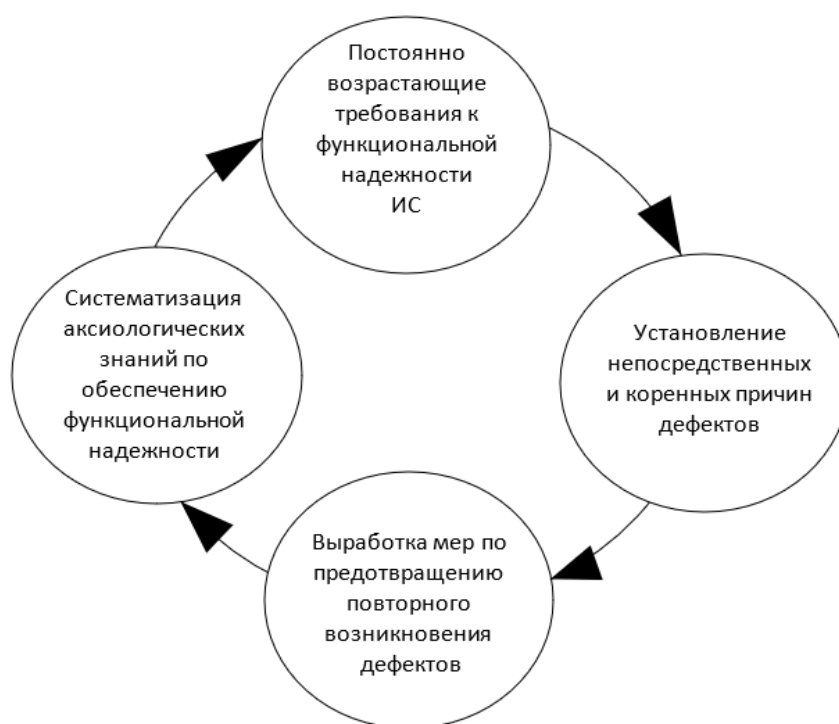 Постоянно
возрастающие
требования к
функциональной
надежности
ИС
Установление
непосредственных
и коренных причин
дефектов
Выработка мер по
предотвращению
повторного
возникновения
дефектов
Систематизация
аксиологических
знаний по
обеспечению
функциональной
надежности